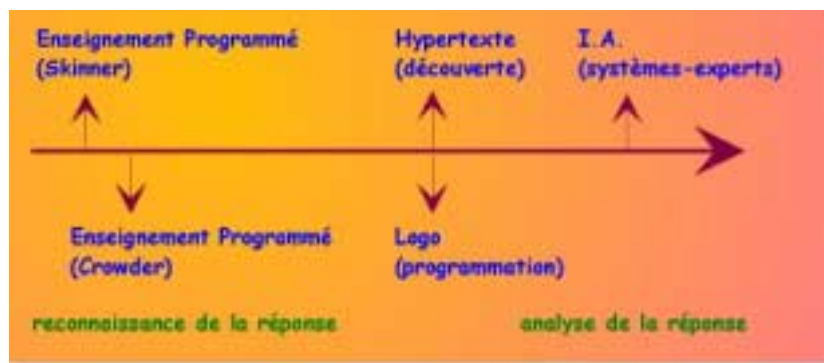 Enseignement Programmé
(Skinner)
Hypertexte
(découverte)
I.A.
(systèmes-experts)
Enseignement Programmé
(Crowder)
Logo
(programmation)
reconnaissance de la réponse
analyse de la réponse